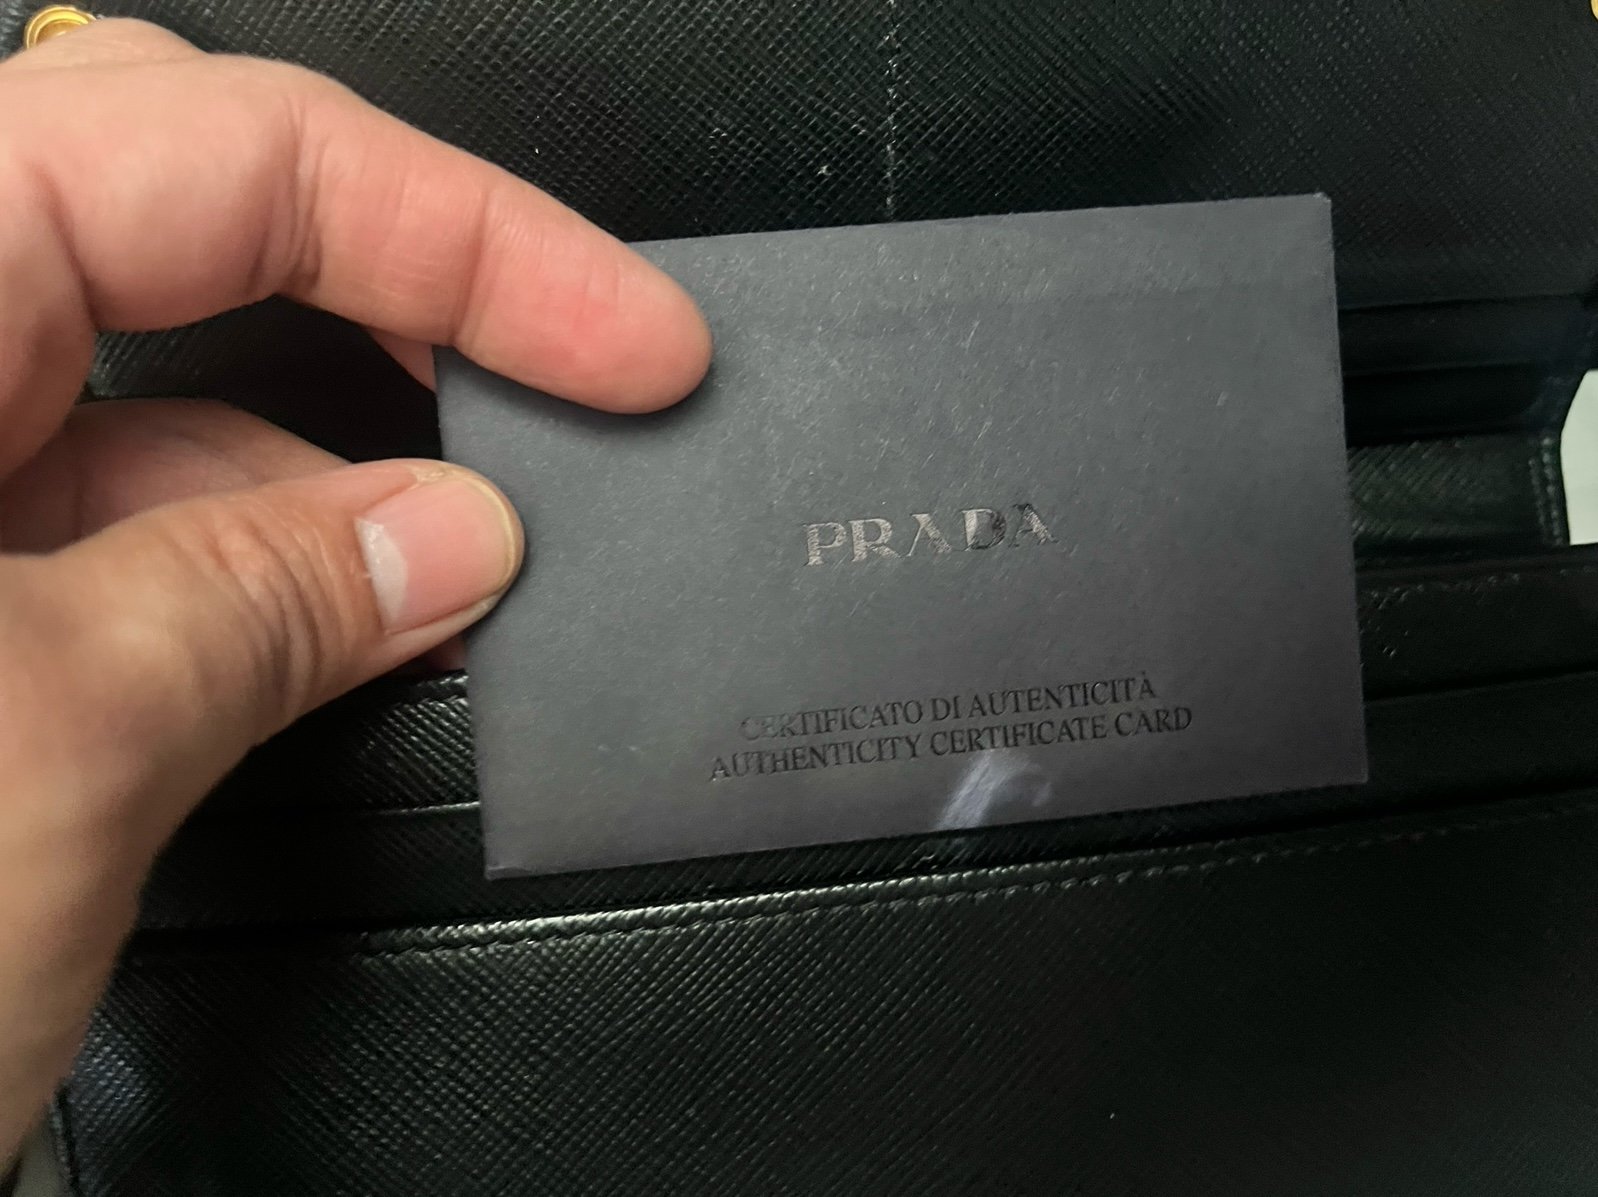 PRADA
CERTIFICATO DI AUTENTICITÀ
AUTHENTICITY CERTIFICATE CARD